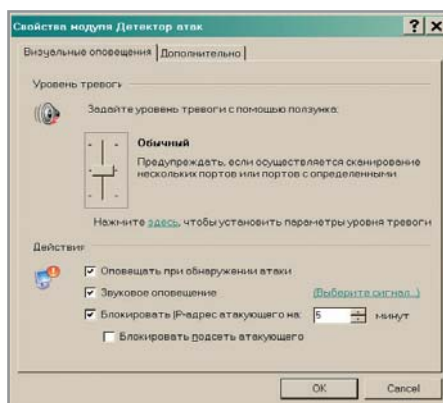 Свойства модуля Детектор атак
Визуальные оповещения Дополнительно
Уровень тревоги
Задайте уровень тревоги с помощью ползунка:
Обычный
Предупреждать, если осуществляется сканирование
нескольких портов или портов с определенными
Нажмите здесь, чтобы установить параметры уровня тревоги
Действия
Оповещать при обнаружении атаки
Звуковое оповещение (Выберите сигнал...)
Блокировать IP-адрес атакующего на: 5 минут
Блокировать подсеть атакующего
OK Cancel